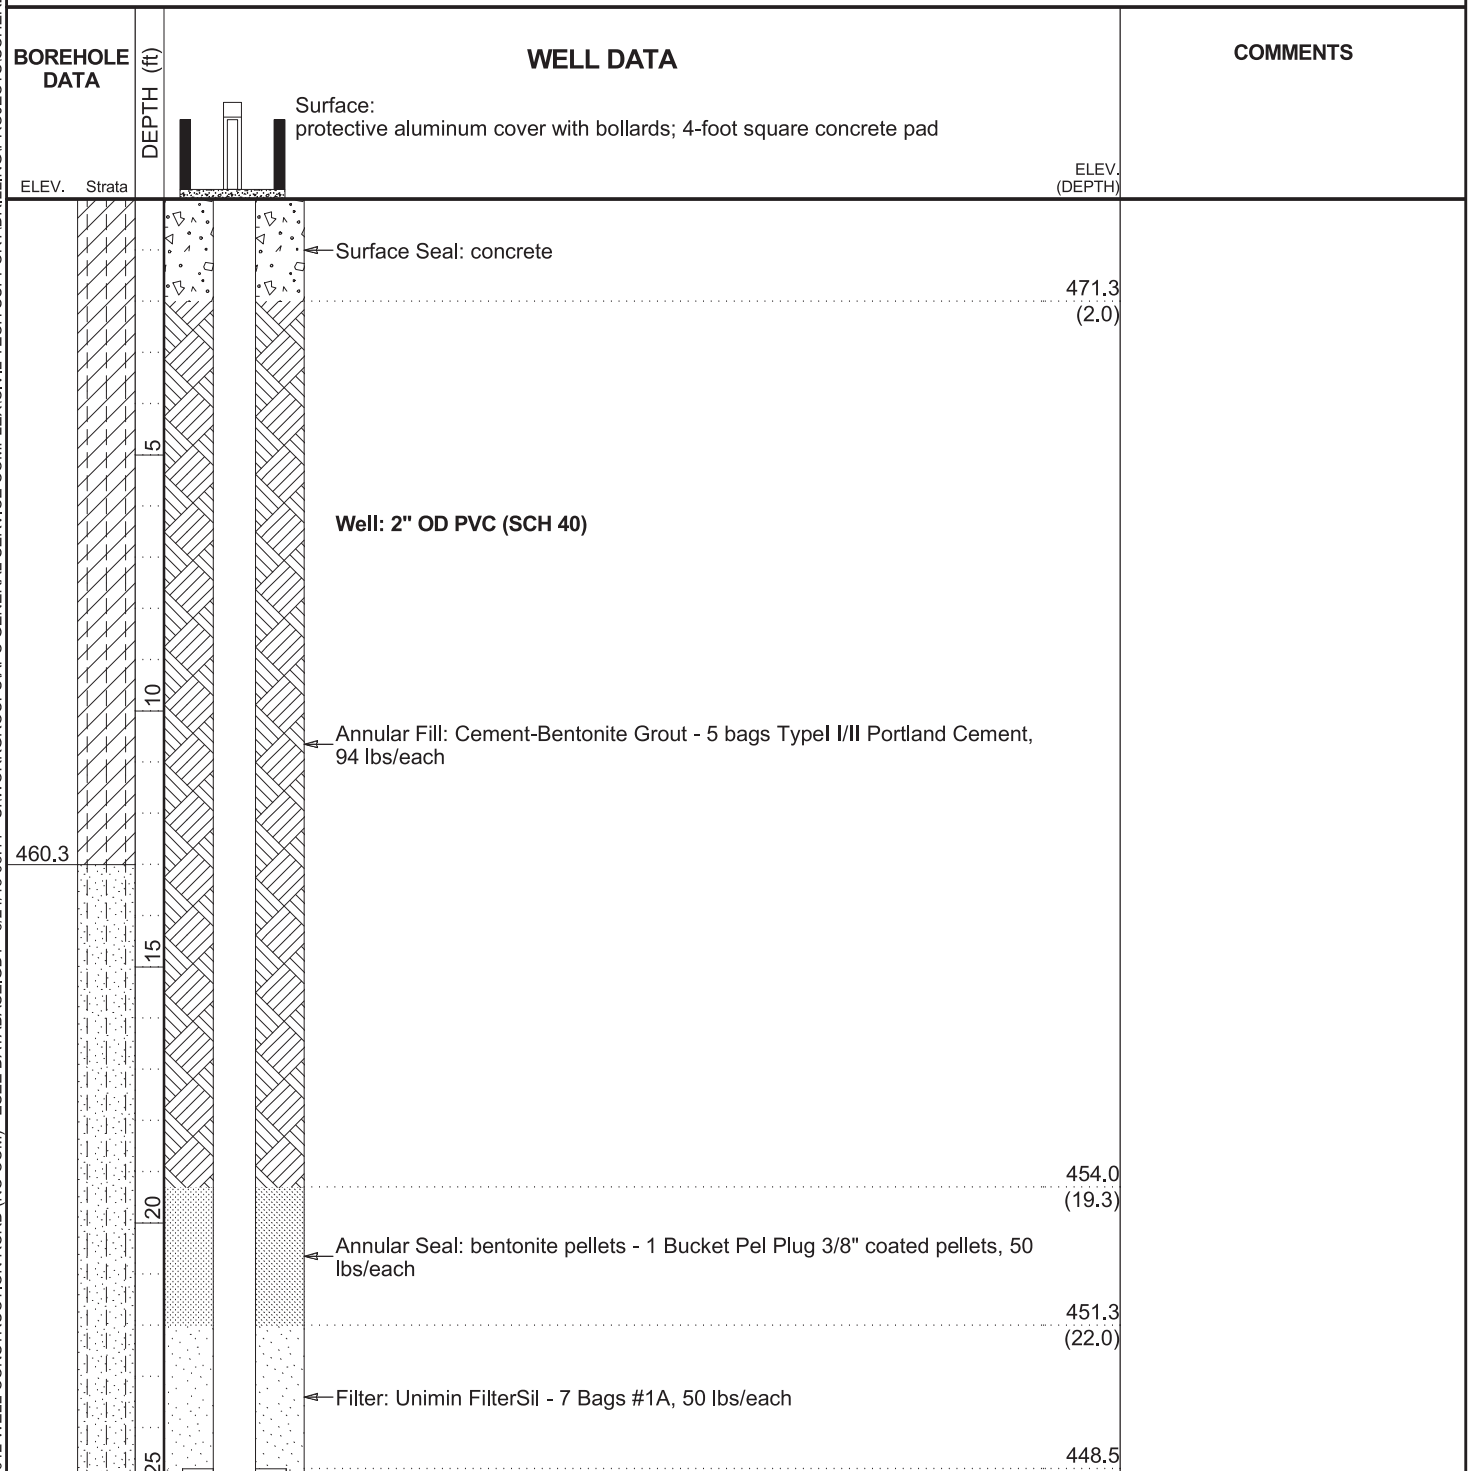 BOREHOLE
DATA
DEPTH (ft)
WELL DATA
COMMENTS
Surface:
protective aluminum cover with bollards; 4-foot square concrete pad
ELEV. Strata
ELEV.
(DEPTH)
Surface Seal: concrete
471.3
(2.0)
5
Well: 2" OD PVC (SCH 40)
10
Annular Fill: Cement-Bentonite Grout - 5 bags TypeI I/II Portland Cement,
94 lbs/each
460.3
15
454.0
(19.3)
20
Annular Seal: bentonite pellets - 1 Bucket Pel Plug 3/8" coated pellets, 50
lbs/each
451.3
(22.0)
Filter: Unimin FilterSil - 7 Bags #1A, 50 lbs/each
448.5
25